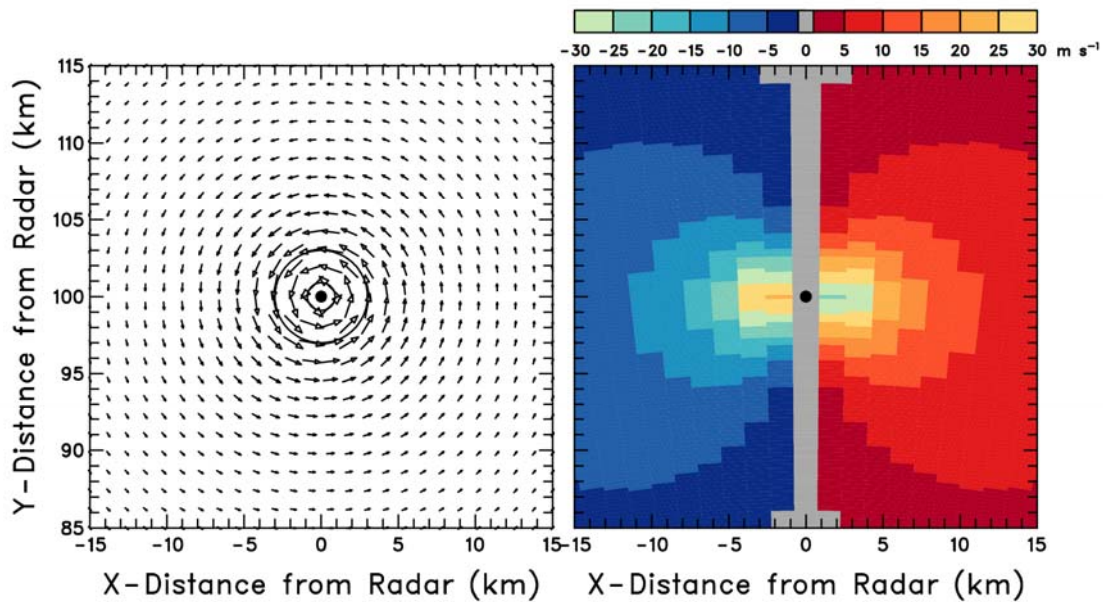 -30 -25 -20 -15 -10 -5 0 5 10 15 20 25 30 m s⁻¹
115
110
105
100
95
90
85
Y-Distance from Radar (km)
-15 -10 -5 0 5 10 15
-15 -10 -5 0 5 10 15
X-Distance from Radar (km)
X-Distance from Radar (km)